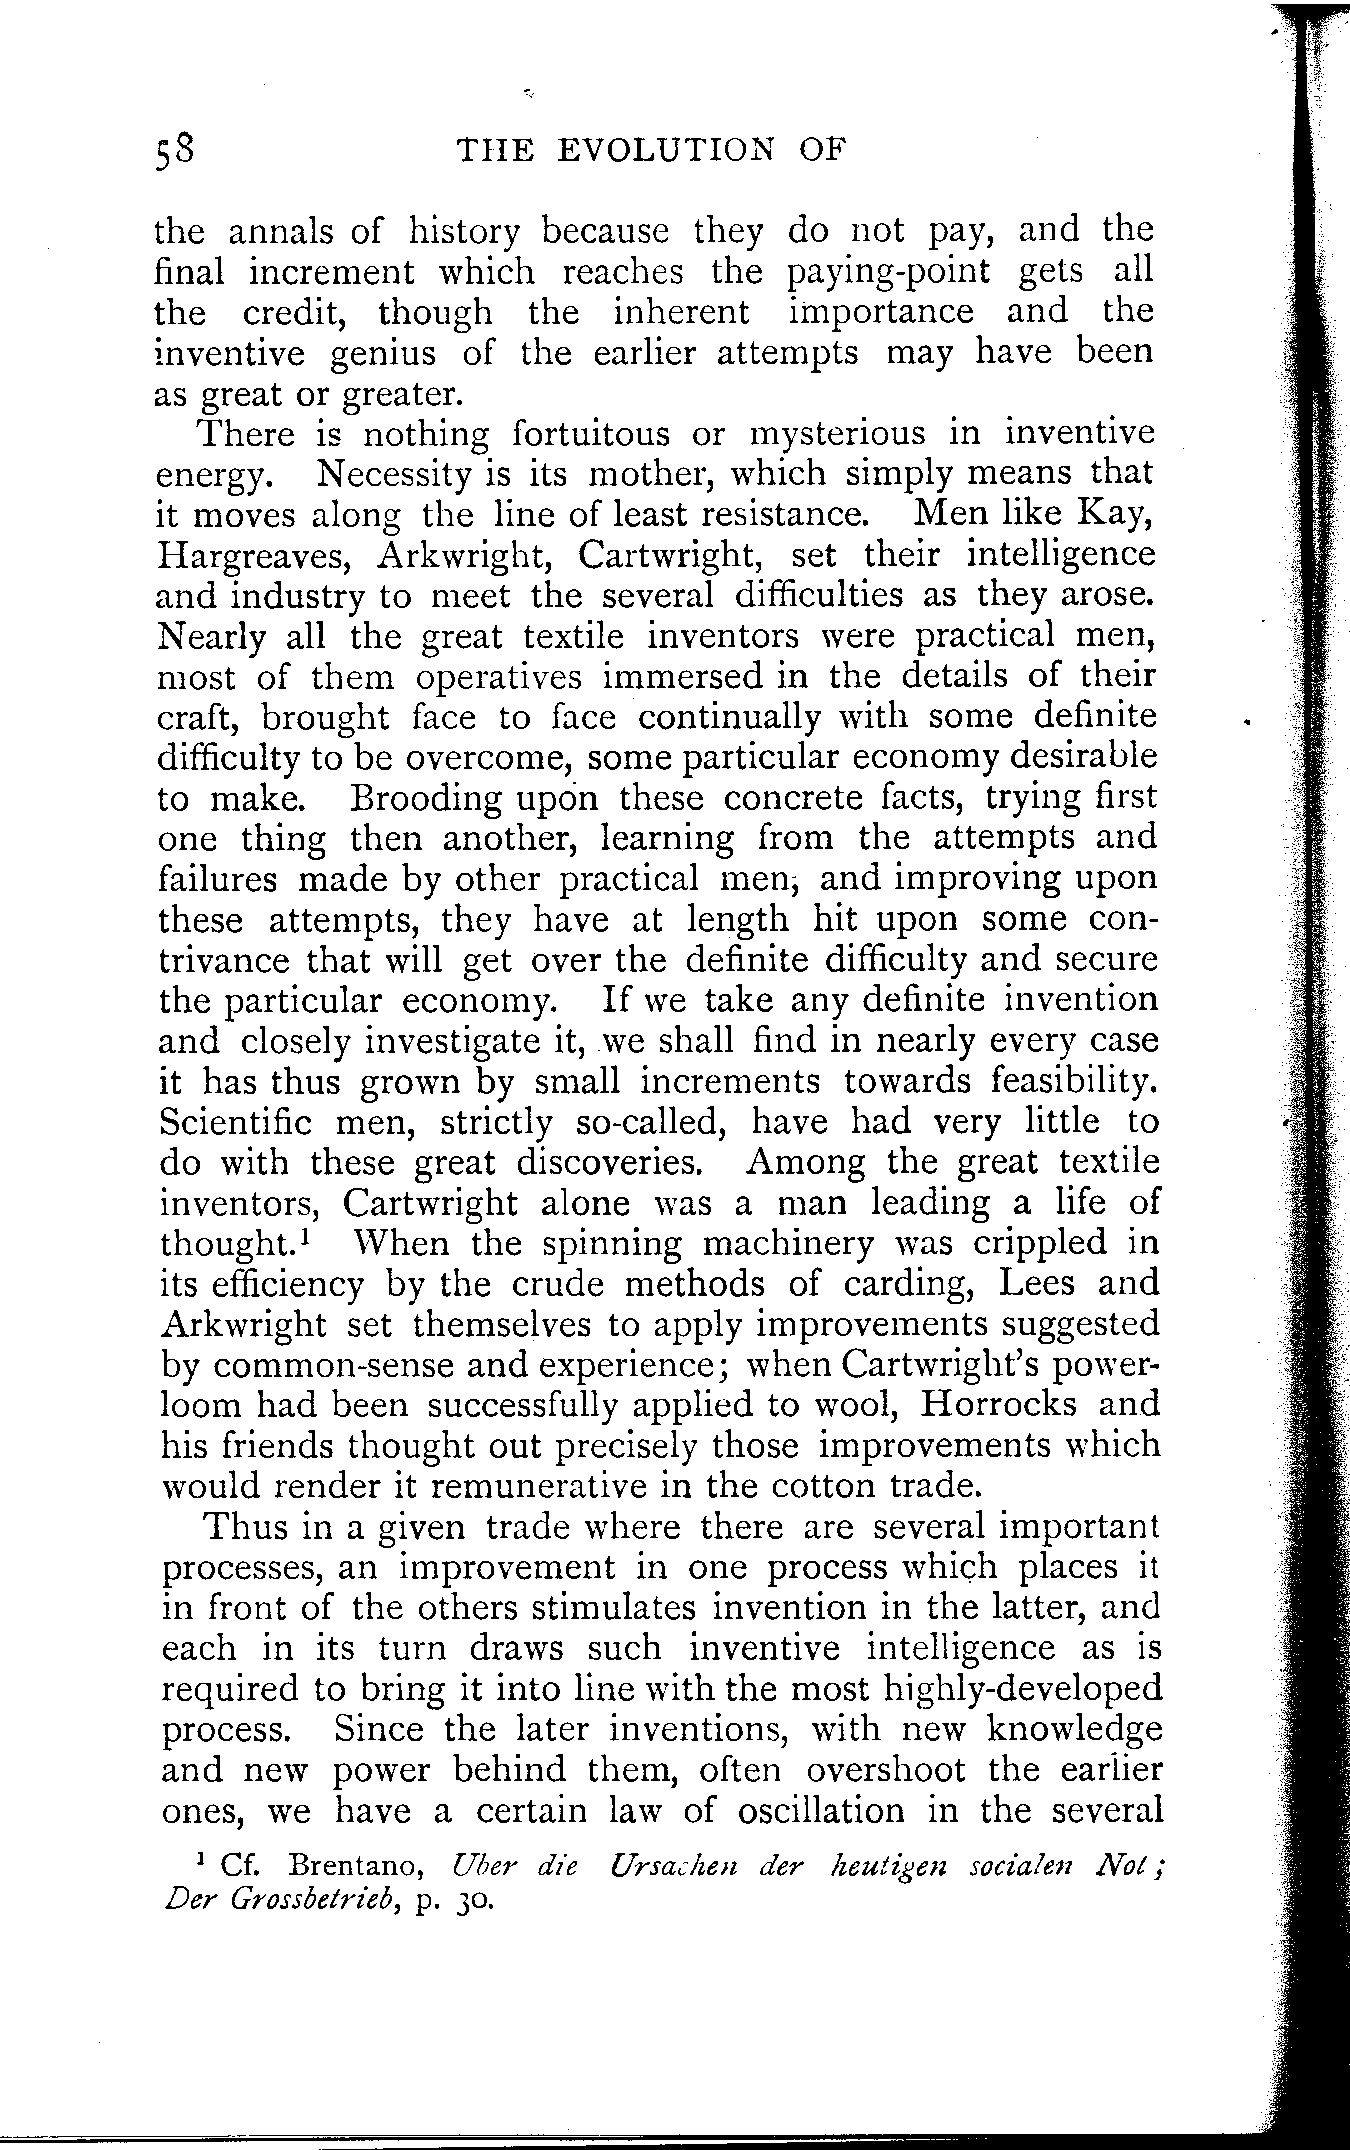 58 THE EVOLUTION OF
the annals of history because they do not pay, and the
final increment which reaches the paying-point gets all
the credit, though the inherent importance and the
inventive genius of the earlier attempts may have been
as great or greater.
There is nothing fortuitous or mysterious in inventive
energy. Necessity is its mother, which simply means that
it moves along the line of least resistance. Men like Kay,
Hargreaves, Arkwright, Cartwright, set their intelligence
and industry to meet the several difficulties as they arose.
Nearly all the great textile inventors were practical men,
most of them operatives immersed in the details of their
craft, brought face to face continually with some definite
difficulty to be overcome, some particular economy desirable
to make. Brooding upon these concrete facts, trying first
one thing then another, learning from the attempts and
failures made by other practical men, and improving upon
these attempts, they have at length hit upon some con-
trivance that will get over the definite difficulty and secure
the particular economy. If we take any definite invention
and closely investigate it, we shall find in nearly every case
it has thus grown by small increments towards feasibility.
Scientific men, strictly so-called, have had very little to
do with these great discoveries. Among the great textile
inventors, Cartwright alone was a man leading a life of
thought.¹ When the spinning machinery was crippled in
its efficiency by the crude methods of carding, Lees and
Arkwright set themselves to apply improvements suggested
by common-sense and experience; when Cartwright's power-
loom had been successfully applied to wool, Horrocks and
his friends thought out precisely those improvements which
would render it remunerative in the cotton trade.
Thus in a given trade where there are several important
processes, an improvement in one process which places it
in front of the others stimulates invention in the latter, and
each in its turn draws such inventive intelligence as is
required to bring it into line with the most highly-developed
process. Since the later inventions, with new knowledge
and new power behind them, often overshoot the earlier
ones, we have a certain law of oscillation in the several
¹ Cf. Brentano, Uber die Ursachen der heutigen socialen Not;
Der Grossbetrieb, p. 30.